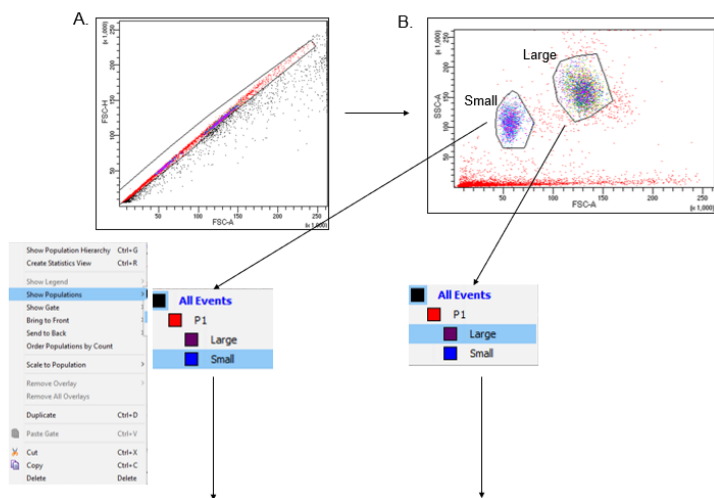 A.
B.
(x 1,000)
250
200
150
100
50
FSC-H
50 100 150 200 250
FSC-A
(x 1,000)
(x 1,000)
250
200
150
100
50
SSC-A
50 100 150 200 250
FSC-A
(x 1,000)
Large
Small
Show Population Hierarchy Ctrl+G
Create Statistics View Ctrl+R
Show Legend
Show Populations
Show Gate
Bring to Front
Send to Back
Order Populations by Count
Scale to Population
Remove Overlay
Remove All Overlays
Duplicate Ctrl+D
Paste Gate Ctrl+V
Cut Ctrl+X
Copy Ctrl+C
Delete Delete
All Events
P1
Large
Small
All Events
P1
Large
Small